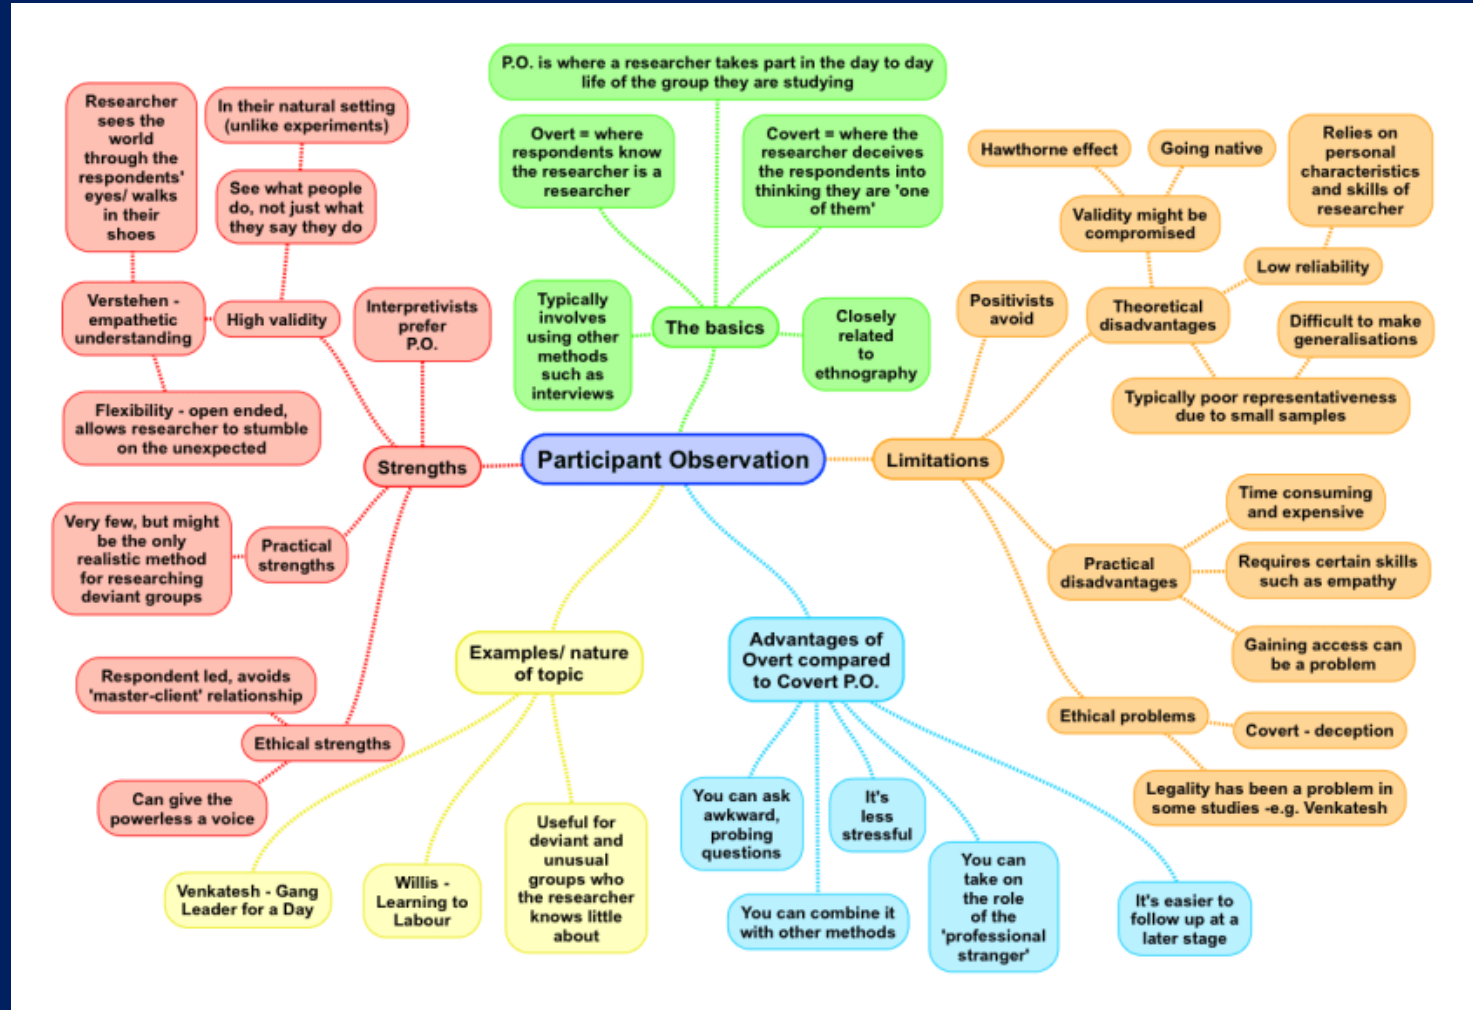 P.O. is where a researcher takes part in the day to day
life of the group they are studying
Overt = where
respondents know
the researcher is a
researcher
Covert = where the
researcher deceives
the respondents into
thinking they are 'one
of them'
Typically
involves
using other
methods
such as
interviews
The basics
Closely
related
to
ethnography
Researcher
sees the
world
through the
respondents'
eyes/ walks
in their
shoes
In their natural setting
(unlike experiments)
See what people
do, not just what
they say they do
Verstehen -
empathetic
understanding
High validity
Interpretivists
prefer
P.O.
Flexibility - open ended,
allows researcher to stumble
on the unexpected
Strengths
Very few, but might
be the only
realistic method
for researching
deviant groups
Practical
strengths
Respondent led, avoids
'master-client' relationship
Ethical strengths
Can give the
powerless a voice
Participant Observation
Limitations
Hawthorne effect
Going native
Relies on
personal
characteristics
and skills of
researcher
Validity might be
compromised
Low reliability
Positivists
avoid
Theoretical
disadvantages
Difficult to make
generalisations
Typically poor representativeness
due to small samples
Time consuming
and expensive
Practical
disadvantages
Requires certain skills
such as empathy
Gaining access can
be a problem
Ethical problems
Covert - deception
Legality has been a problem in
some studies -e.g. Venkatesh
Examples/ nature
of topic
Venkatesh - Gang
Leader for a Day
Willis -
Learning to
Labour
Useful for
deviant and
unusual
groups who
the researcher
knows little
about
Advantages of
Overt compared
to Covert P.O.
You can ask
awkward,
probing
questions
It's
less
stressful
You can combine it
with other methods
You can
take on
the role
of the
'professional
stranger'
It's easier to
follow up at a
later stage